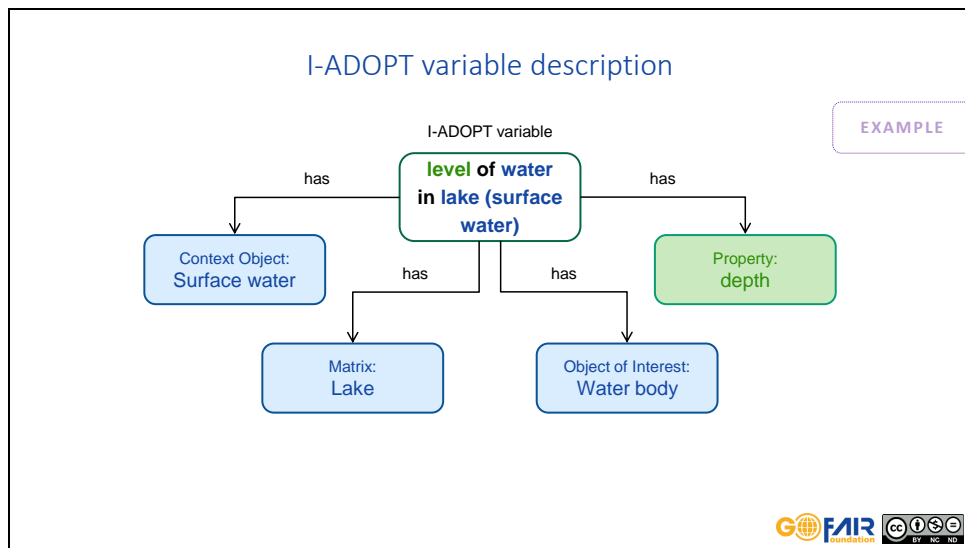 I-ADOPT variable description
EXAMPLE
I-ADOPT variable
level of water
in lake (surface
water)
has
has
has
has
Context Object:
Surface water
Property:
depth
Matrix:
Lake
Object of Interest:
Water body
GO FAIR
foundation
cc
BY NC ND